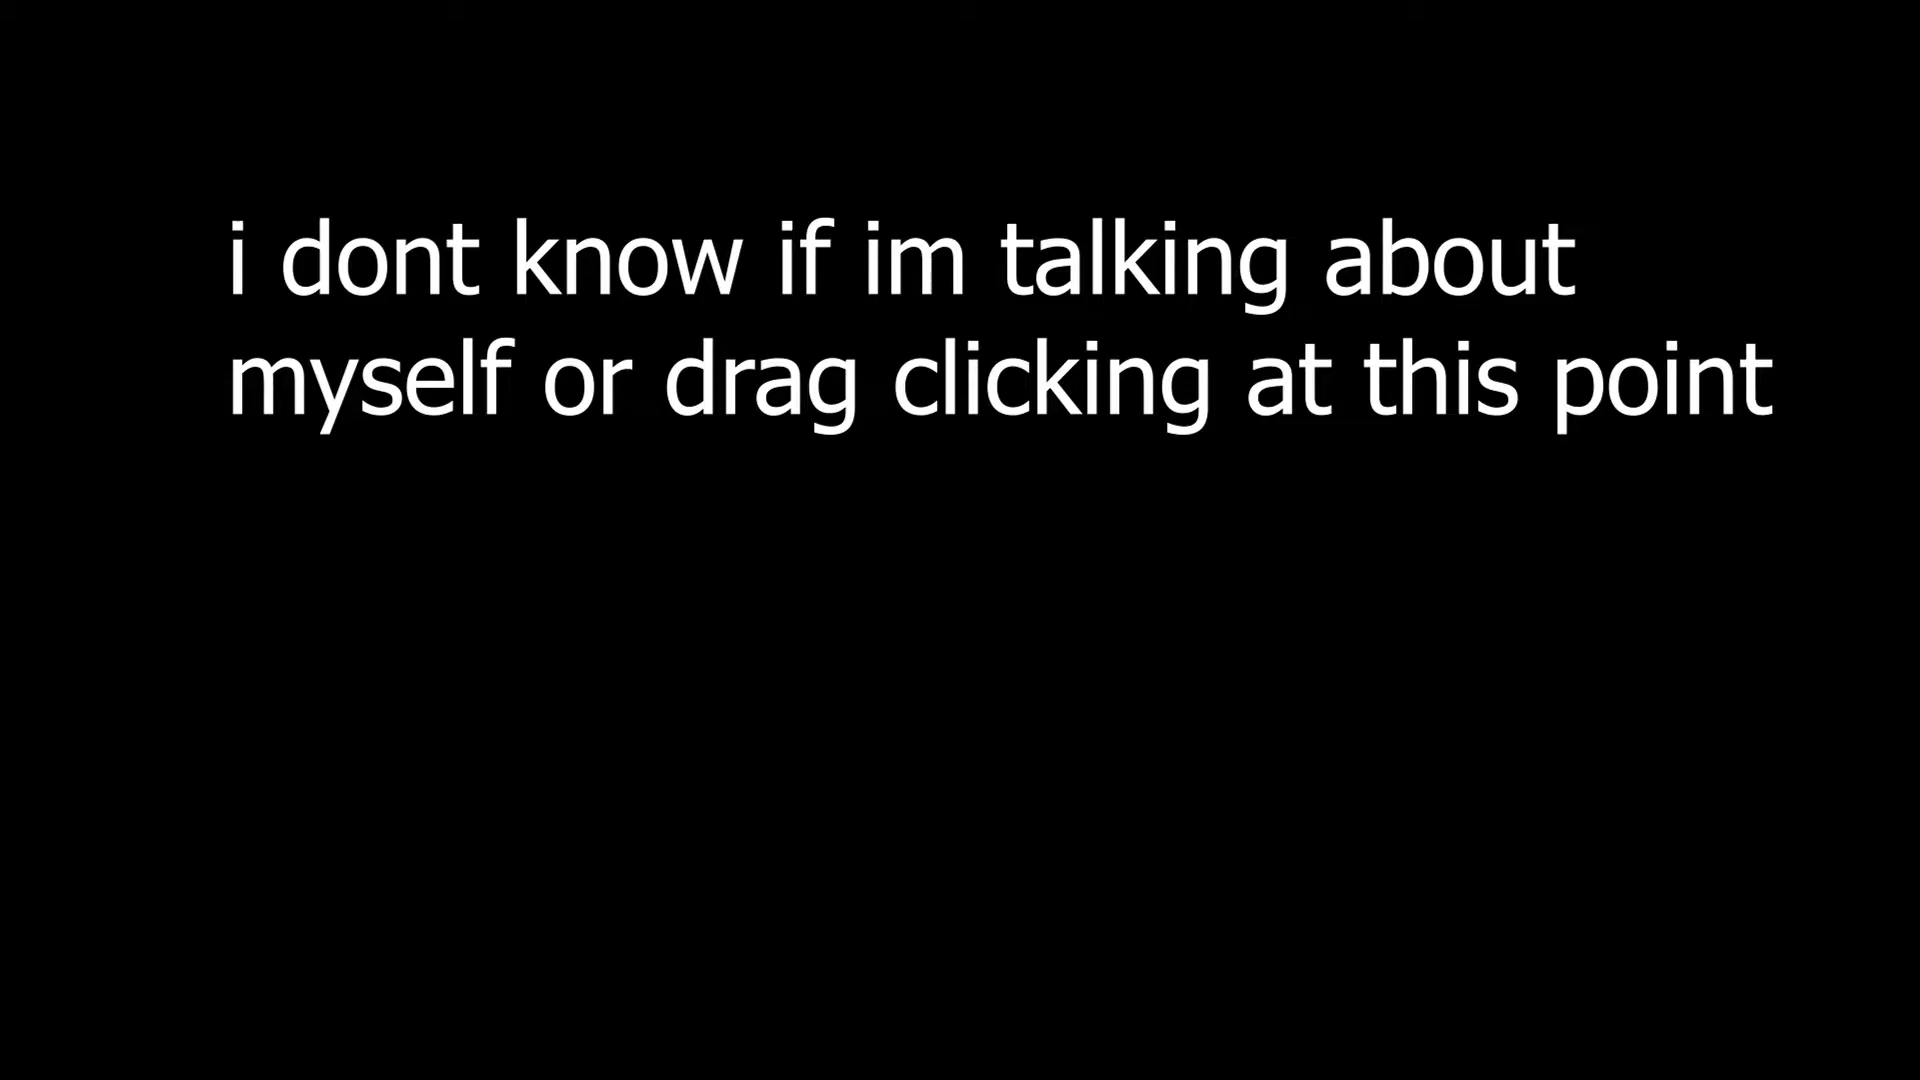 i dont know if im talking about
myself or drag clicking at this point